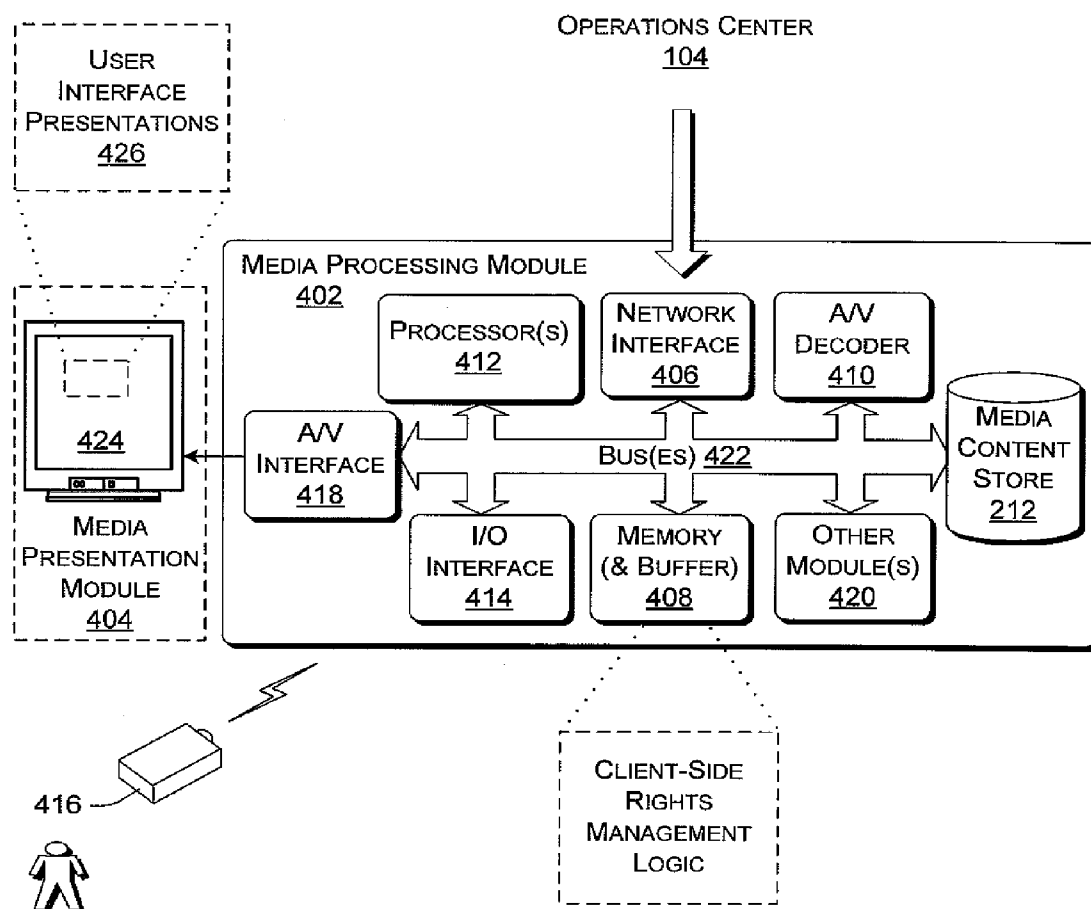 OPERATIONS CENTER
104
USER
INTERFACE
PRESENTATIONS
426
MEDIA PROCESSING MODULE
402
PROCESSOR(S)
412
NETWORK
INTERFACE
406
A/V
DECODER
410
MEDIA
CONTENT
STORE
212
424
A/V
INTERFACE
418
BUS(ES) 422
MEDIA
PRESENTATION
MODULE
404
I/O
INTERFACE
414
MEMORY
(& BUFFER)
408
OTHER
MODULE(S)
420
416
CLIENT-SIDE
RIGHTS
MANAGEMENT
LOGIC